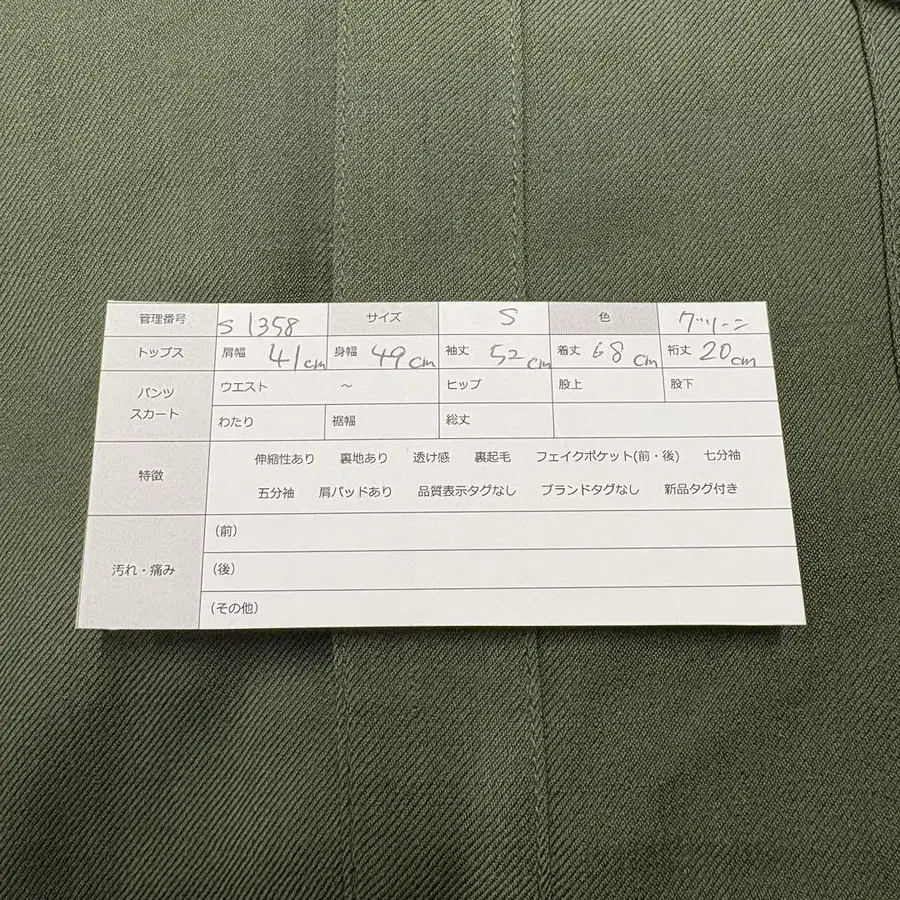 管理番号 S 1358 サイズ S 色 グリーン
トップス 肩幅 41cm 身幅 49cm 袖丈 52cm 着丈 68cm 裄丈 20cm
パンツ スカート ウエスト ～ ヒップ 股上 股下
わたり 裾幅 総丈
特徴 伸縮性あり 裏地あり 透け感 裏起毛 フェイクポケット(前・後) 七分袖
五分袖 肩パッドあり 品質表示タグなし ブランドタグなし 新品タグ付き
汚れ・痛み (前)
(後)
(その他)